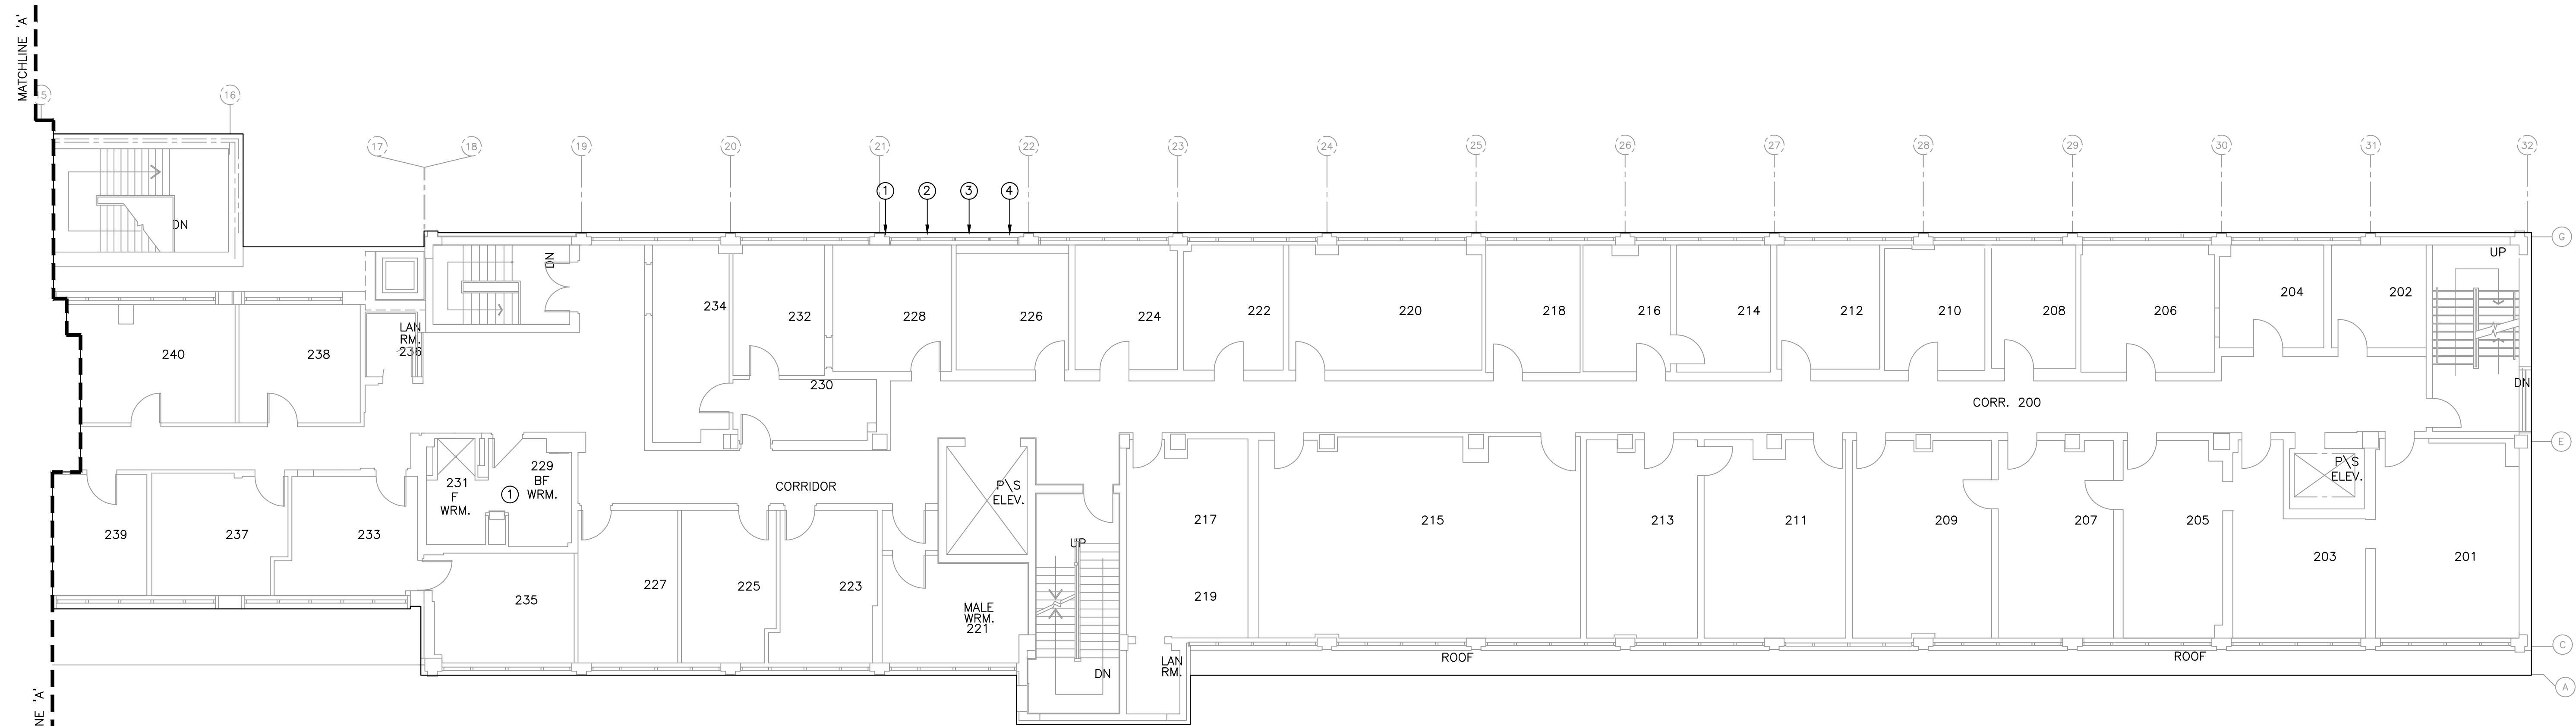 MATCHLINE 'A'
15
16
17
18
19
20
21
22
23
24
25
26
27
28
29
30
31
32
1
2
3
4
DN
DN
G
UP
234
232
228
226
224
222
220
218
216
214
212
210
208
206
204
202
LAN
RM.
236
240
238
230
DN
CORR. 200
E
229
BF
WRM.
231
F
WRM.
1
CORRIDOR
P\S
ELEV.
P\S
ELEV.
239
237
233
217
215
213
211
209
207
205
203
201
UP
235
227
225
223
219
MALE
WRM.
221
DN
LAN
RM.
ROOF
ROOF
C
A
NE 'A'